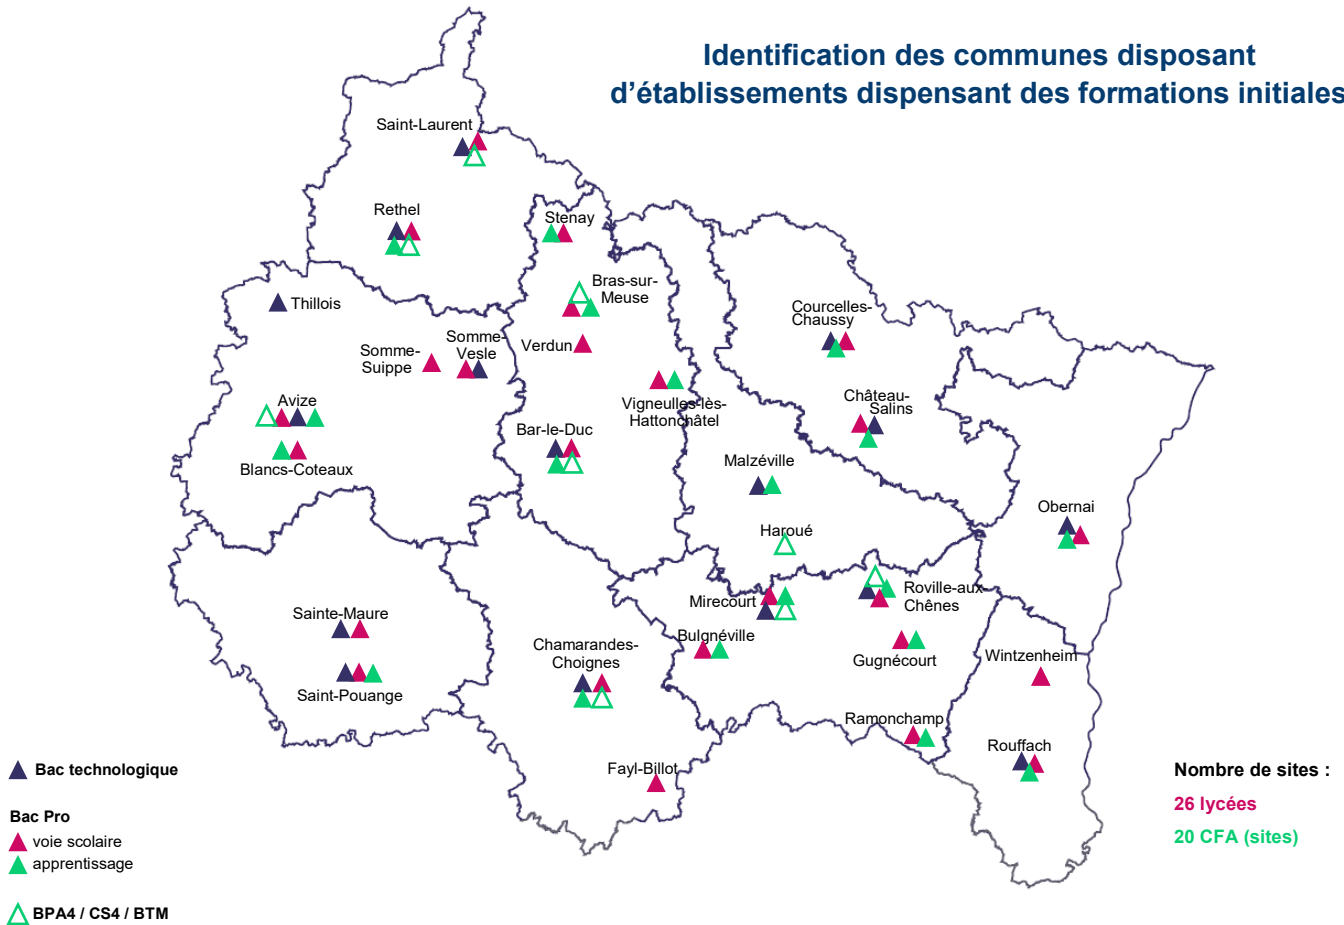 Identification des communes disposant
d'établissements dispensant des formations initiales
Saint-Laurent
Rethel
Stenay
Bras-sur-
Meuse
Thillois
Courcelles-
Chaussy
Somme-
Vesle
Verdun
Somme-
Suippe
Avize
Château-
Salins
Vigneulles-lès-
Hattonchâtel
Bar-le-Duc
Blancs-Coteaux
Malzéville
Obernai
Haroué
Mirecourt
Roville-aux-
Chênes
Sainte-Maure
Bulgnéville
Chamarandes-
Choignes
Gugnécourt
Wintzenheim
Saint-Pouange
Ramonchamp
Rouffach
Fayl-Billot
Bac technologique
Bac Pro
voie scolaire
apprentissage
BPA4 / CS4 / BTM
Nombre de sites :
26 lycées
20 CFA (sites)